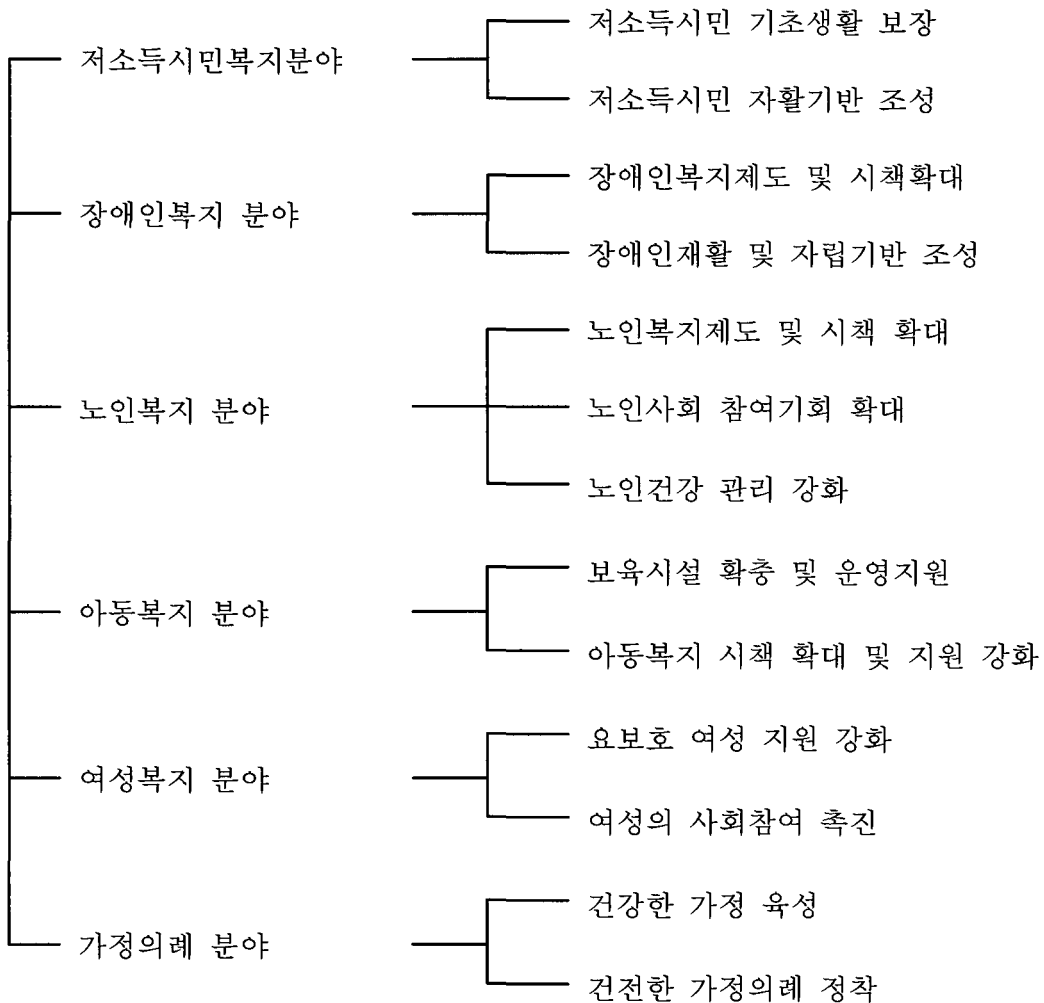 저소득시민복지분야
저소득시민 기초생활 보장
저소득시민 자활기반 조성
장애인복지 분야
장애인복지제도 및 시책확대
장애인재활 및 자립기반 조성
노인복지 분야
노인복지제도 및 시책 확대
노인사회 참여기회 확대
노인건강 관리 강화
아동복지 분야
보육시설 확충 및 운영지원
아동복지 시책 확대 및 지원 강화
여성복지 분야
요보호 여성 지원 강화
여성의 사회참여 촉진
가정의례 분야
건강한 가정 육성
건전한 가정의례 정착